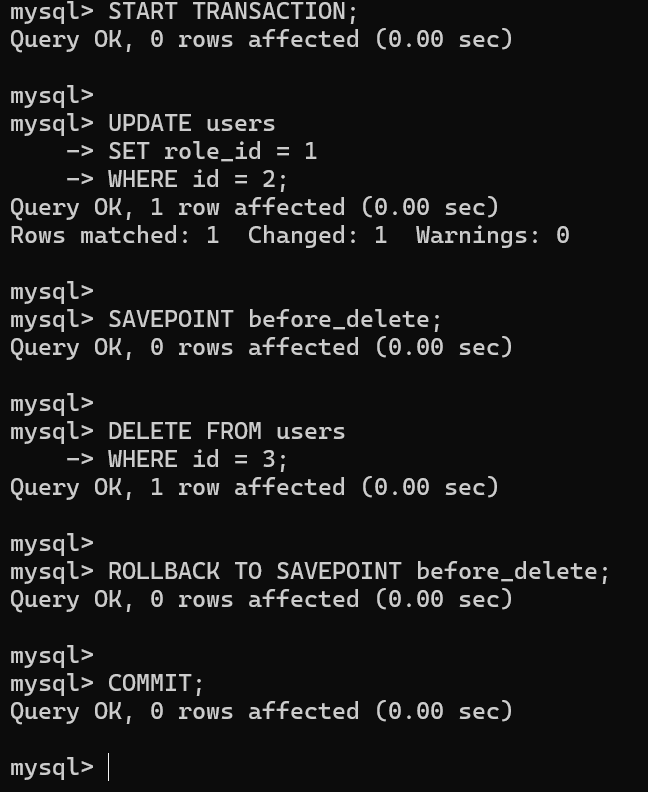 mysql> START TRANSACTION;
Query OK, 0 rows affected (0.00 sec)
mysql>
mysql> UPDATE users
    -> SET role_id = 1
    -> WHERE id = 2;
Query OK, 1 row affected (0.00 sec)
Rows matched: 1  Changed: 1  Warnings: 0
mysql>
mysql> SAVEPOINT before_delete;
Query OK, 0 rows affected (0.00 sec)
mysql>
mysql> DELETE FROM users
    -> WHERE id = 3;
Query OK, 1 row affected (0.00 sec)
mysql>
mysql> ROLLBACK TO SAVEPOINT before_delete;
Query OK, 0 rows affected (0.00 sec)
mysql>
mysql> COMMIT;
Query OK, 0 rows affected (0.00 sec)
mysql>